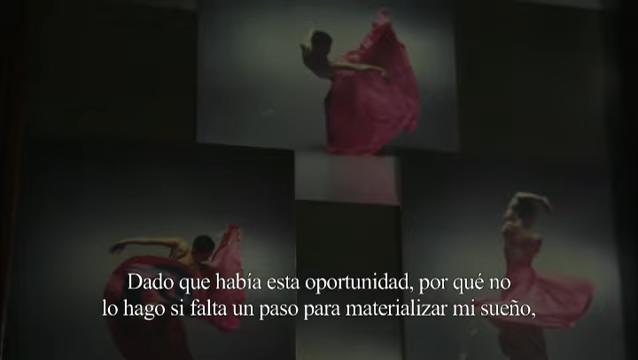 Dado que había esta oportunidad, por qué no
lo hago si falta un paso para materializar mi sueño,